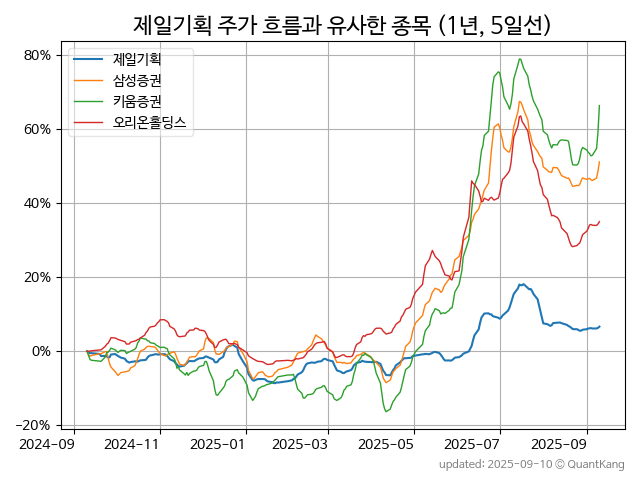 제일기획 주가 흐름과 유사한 종목 (1년, 5일선)
제일기획
삼성증권
키움증권
오리온홀딩스
80%
60%
40%
20%
0%
−20%
2024-09
2024-11
2025-01
2025-03
2025-05
2025-07
2025-09
updated: 2025-09-10 © QuantKang